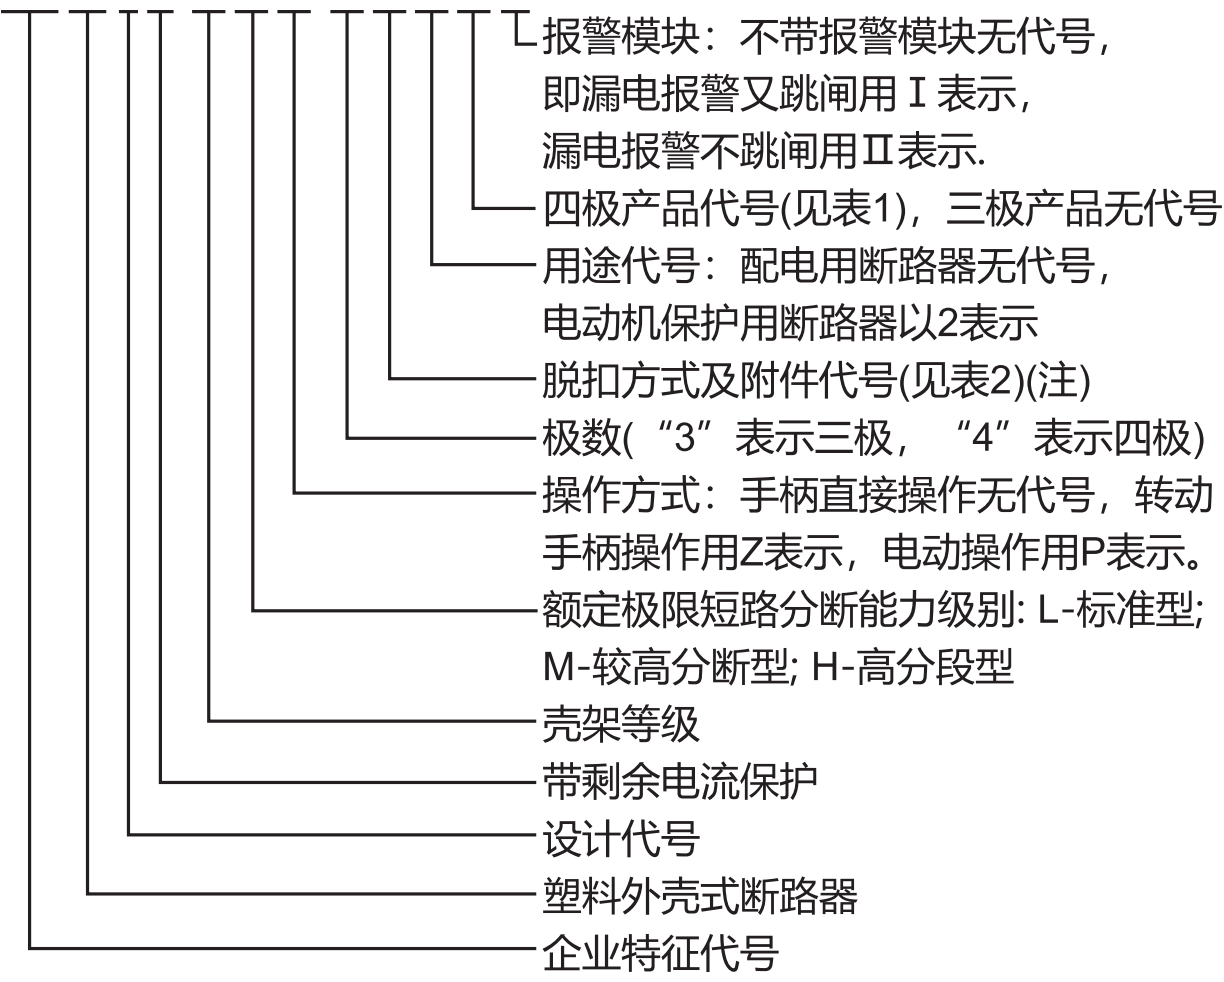 报警模块：不带报警模块无代号，
即漏电报警又跳闸用Ⅰ表示，
漏电报警不跳闸用Ⅱ表示.
四极产品代号(见表1)，三极产品无代号
用途代号：配电用断路器无代号，
电动机保护用断路器以2表示
脱扣方式及附件代号(见表2)(注)
极数(“3”表示三极，“4”表示四极)
操作方式：手柄直接操作无代号，转动
手柄操作用Z表示，电动操作用P表示。
额定极限短路分断能力级别: L-标准型;
M-较高分断型; H-高分段型
壳架等级
带剩余电流保护
设计代号
塑料外壳式断路器
企业特征代号